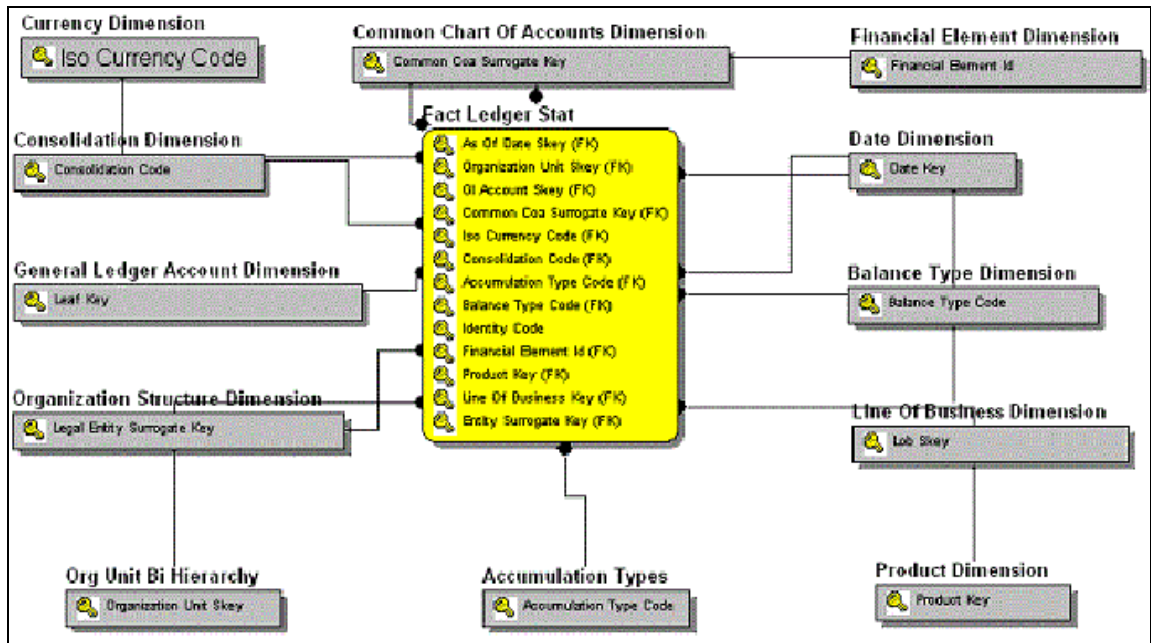 Currency Dimension
Iso Currency Code
Common Chart Of Accounts Dimension
Common Coa Surrogate Key
Financial Element Dimension
Financial Element Id
Consolidation Dimension
Consolidation Code
Fact Ledger Stat
As Of Date Skey (FK)
Organization Unit Skey (FK)
Gl Account Skey (FK)
Common Coa Surrogate Key (FK)
Iso Currency Code (FK)
Consolidation Code (FK)
Accumulation Type Code (FK)
Balance Type Code (FK)
Identity Code
Financial Element Id (FK)
Product Key (FK)
Line Of Business Key (FK)
Entity Surrogate Key (FK)
Date Dimension
Date Key
General Ledger Account Dimension
Leaf Key
Balance Type Dimension
Balance Type Code
Organization Structure Dimension
Legal Entity Surrogate Key
Line Of Business Dimension
Lob Skey
Org Unit Bi Hierarchy
Organization Unit Skey
Accumulation Types
Accumulation Type Code
Product Dimension
Product Key